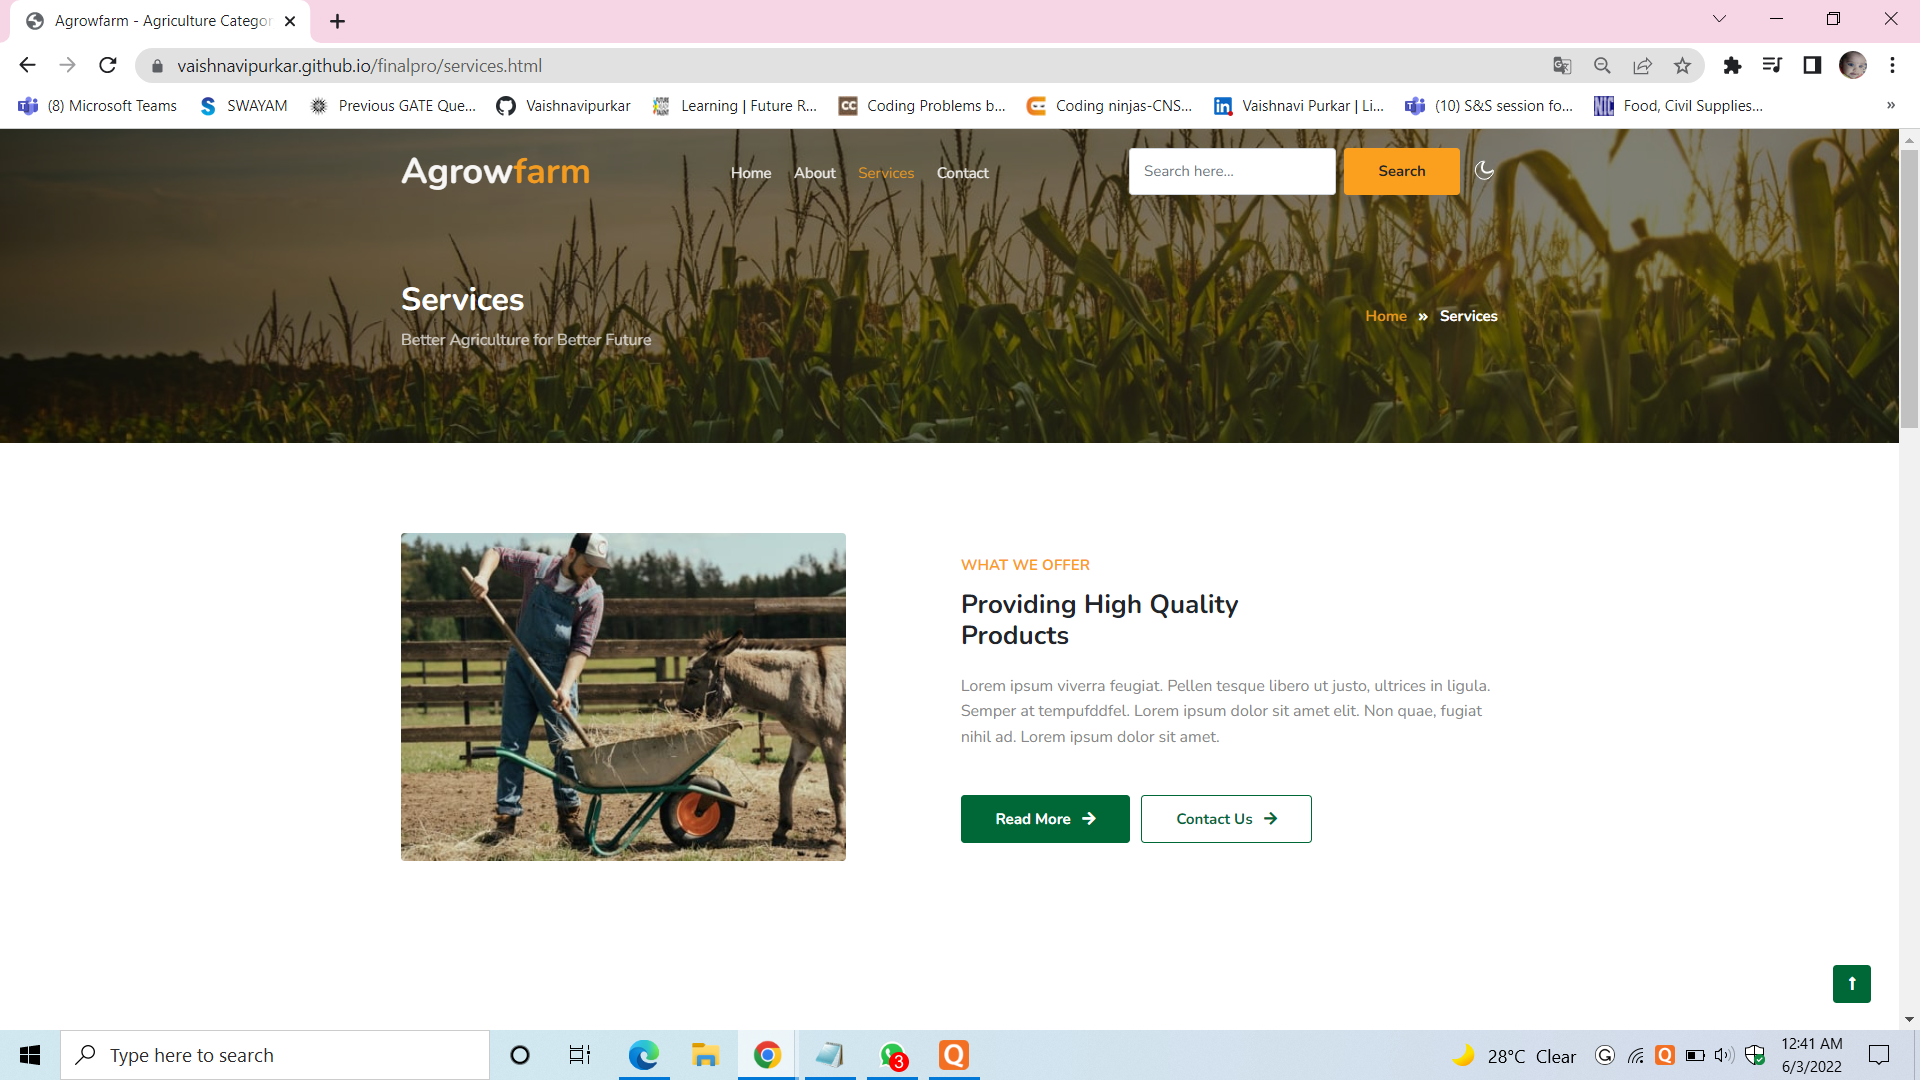 Agrowfarm - Agriculture Categor
vaishnavipurkar.github.io/finalpro/services.html
(8) Microsoft Teams
SWAYAM
Previous GATE Que...
Vaishnavipurkar
Learning | Future R...
CC
Coding Problems b...
Coding ninjas-CNS...
in
Vaishnavi Purkar | Li...
(10) S&S session fo...
NIC
Food, Civil Supplies...
»
Agrowfarm
Home
About
Services
Contact
Search here...
Search
Services
Better Agriculture for Better Future
Home » Services
WHAT WE OFFER
Providing High Quality
Products
Lorem ipsum viverra feugiat. Pellen tesque libero ut justo, ultrices in ligula.
Semper at tempufddfel. Lorem ipsum dolor sit amet elit. Non quae, fugiat
nihil ad. Lorem ipsum dolor sit amet.
Read More
Contact Us
Type here to search
3
Q
28°C Clear
G
Q
12:41 AM
6/3/2022